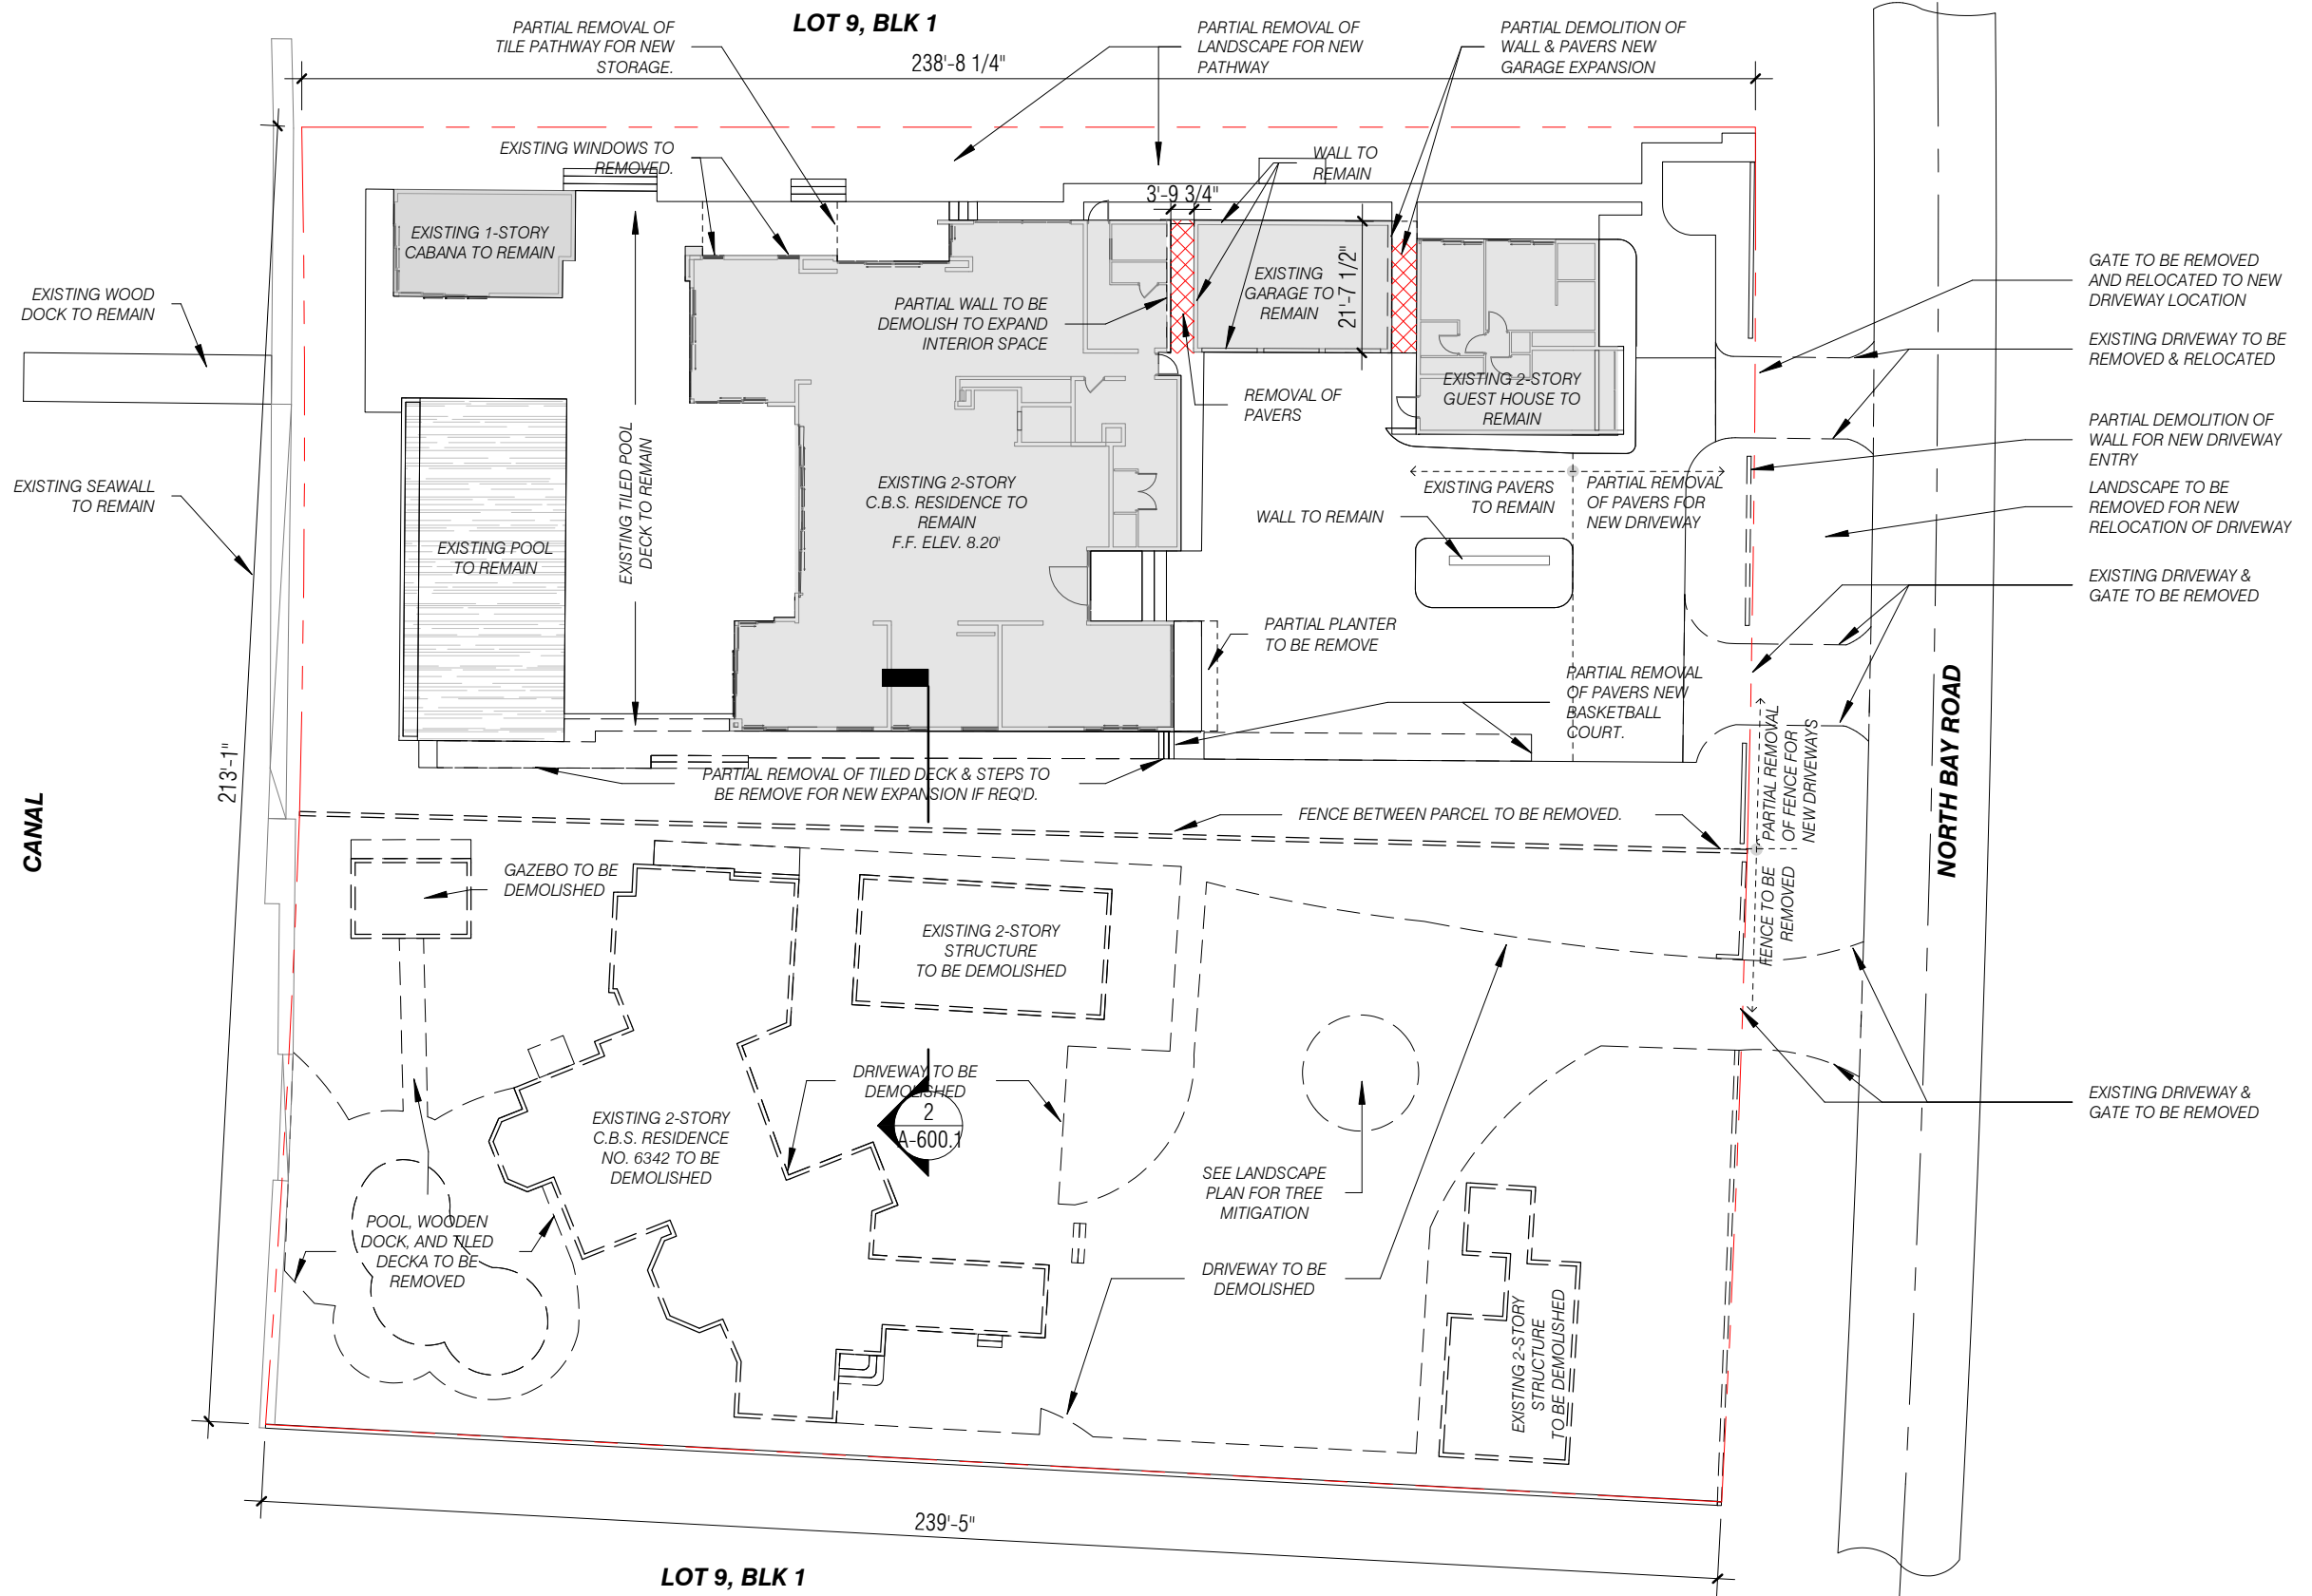 LOT 9, BLK 1
238'-8 1/4"
PARTIAL REMOVAL OF
TILE PATHWAY FOR NEW
STORAGE.
PARTIAL REMOVAL OF
LANDSCAPE FOR NEW
PATHWAY
PARTIAL DEMOLITION OF
WALL & PAVERS NEW
GARAGE EXPANSION
EXISTING WINDOWS TO
REMOVED.
WALL TO
REMAIN
3'-9 3/4"
21'-7 1/2"
EXISTING 1-STORY
CABANA TO REMAIN
EXISTING WOOD
DOCK TO REMAIN
PARTIAL WALL TO BE
DEMOLISH TO EXPAND
INTERIOR SPACE
EXISTING
GARAGE TO
REMAIN
GATE TO BE REMOVED
AND RELOCATED TO NEW
DRIVEWAY LOCATION
EXISTING DRIVEWAY TO BE
REMOVED & RELOCATED
REMOVAL OF
PAVERS
EXISTING 2-STORY
GUEST HOUSE TO
REMAIN
PARTIAL DEMOLITION OF
WALL FOR NEW DRIVEWAY
ENTRY
EXISTING SEAWALL
TO REMAIN
EXISTING TILED POOL
DECK TO REMAIN
EXISTING 2-STORY
C.B.S. RESIDENCE TO
REMAIN
F.F. ELEV. 8.20'
EXISTING PAVERS
TO REMAIN
PARTIAL REMOVAL
OF PAVERS FOR
NEW DRIVEWAY
WALL TO REMAIN
LANDSCAPE TO BE
REMOVED FOR NEW
RELOCATION OF DRIVEWAY
EXISTING POOL
TO REMAIN
EXISTING DRIVEWAY &
GATE TO BE REMOVED
PARTIAL PLANTER
TO BE REMOVE
PARTIAL REMOVAL
OF PAVERS NEW
BASKETBALL
COURT.
PARTIAL REMOVAL
OF FENCE FOR
NEW DRIVEWAYS
NORTH BAY ROAD
213'-1"
CANAL
PARTIAL REMOVAL OF TILED DECK & STEPS TO
BE REMOVE FOR NEW EXPANSION IF REQ'D.
FENCE BETWEEN PARCEL TO BE REMOVED.
FENCE TO BE
REMOVED
GAZEBO TO BE
DEMOLISHED
EXISTING 2-STORY
STRUCTURE
TO BE DEMOLISHED
DRIVEWAY TO BE
DEMOLISHED
2
A-600.1
EXISTING 2-STORY
C.B.S. RESIDENCE
NO. 6342 TO BE
DEMOLISHED
EXISTING DRIVEWAY &
GATE TO BE REMOVED
SEE LANDSCAPE
PLAN FOR TREE
MITIGATION
POOL, WOODEN
DOCK, AND TILED
DECKA TO BE
REMOVED
DRIVEWAY TO BE
DEMOLISHED
EXISTING 2-STORY
STRUCTURE
TO BE DEMOLISHED
239'-5"
LOT 9, BLK 1